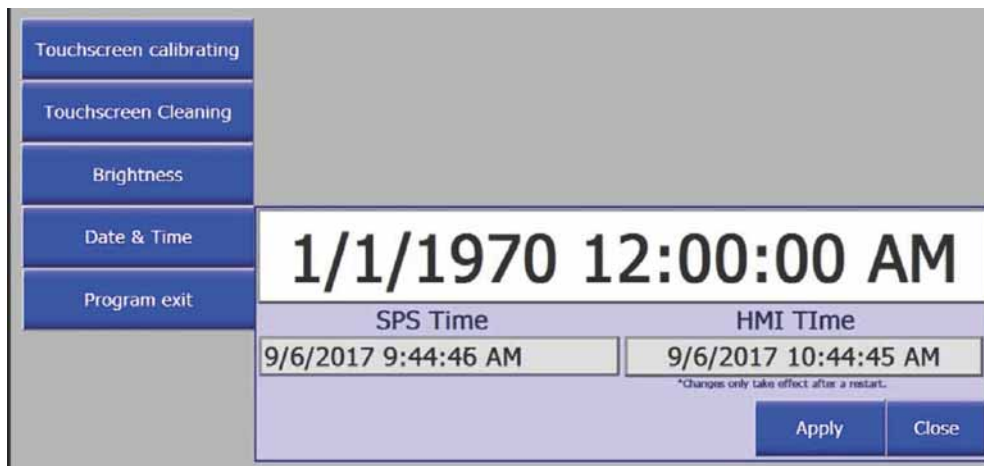 Touchscreen calibrating
Touchscreen Cleaning
Brightness
Date & Time
Program exit
1/1/1970 12:00:00 AM
SPS Time
HMI TIme
9/6/2017 9:44:46 AM
9/6/2017 10:44:45 AM
*Changes only take effect after a restart.
Apply
Close